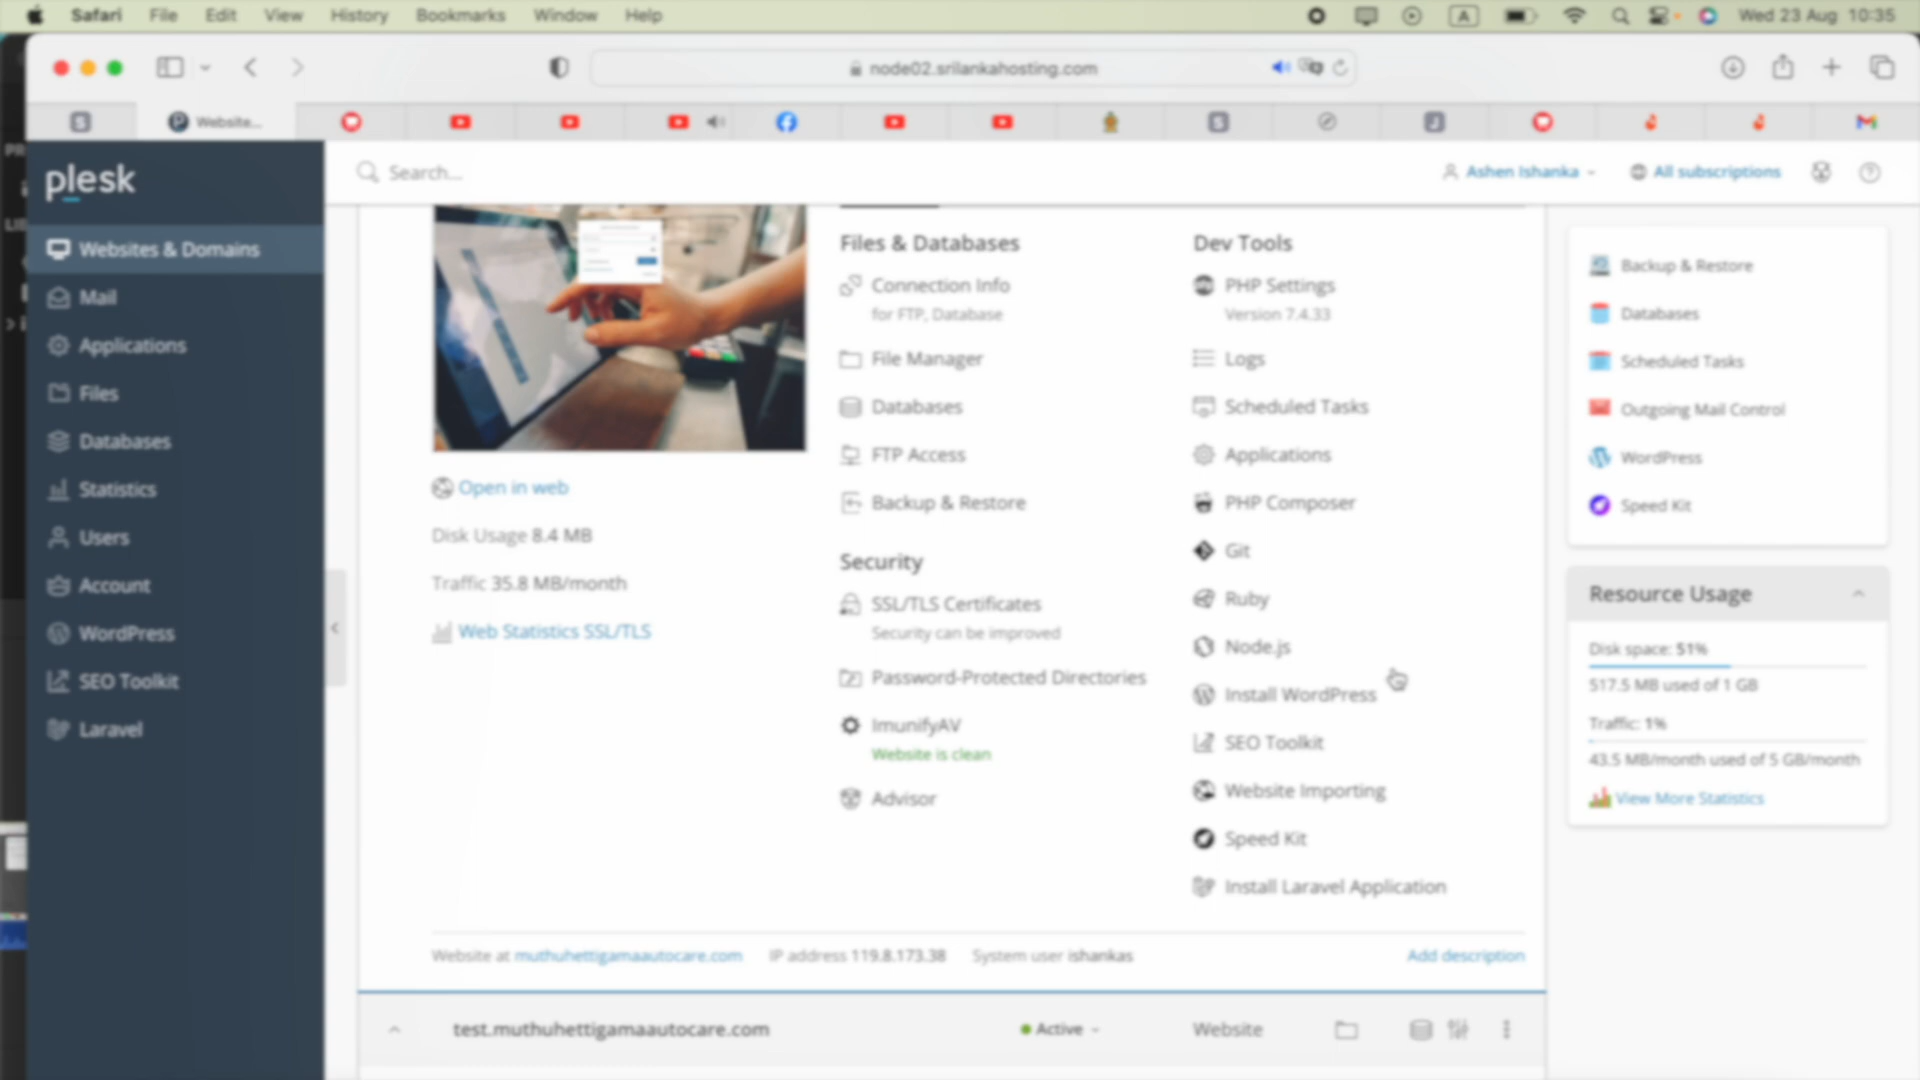 Safari File Edit View History Bookmarks Window Help A Wed 23 Aug 10:35
node02.srilankahosting.com
Website...
plesk
Search...
Ashen Ishanka
All subscriptions
Websites & Domains
Mail
Applications
Files
Databases
Statistics
Users
Account
WordPress
SEO Toolkit
Laravel
Open in web
Disk Usage 8.4 MB
Traffic 35.8 MB/month
Web Statistics SSL/TLS
Files & Databases
Connection Info
for FTP, Database
File Manager
Databases
FTP Access
Backup & Restore
Security
SSL/TLS Certificates
Security can be improved
Password-Protected Directories
ImunifyAV
Website is clean
Advisor
Dev Tools
PHP Settings
Version 7.4.33
Logs
Scheduled Tasks
Applications
PHP Composer
Git
Ruby
Node.js
Install WordPress
SEO Toolkit
Website Importing
Speed Kit
Install Laravel Application
Website at muthuhettigamaautocare.com IP address 119.8.173.38 System user ishankas Add description
test.muthuhettigamaautocare.com Active Website
Backup & Restore
Databases
Scheduled Tasks
Outgoing Mail Control
WordPress
Speed Kit
Resource Usage
Disk space: 51%
517.5 MB used of 1 GB
Traffic: 1%
43.5 MB/month used of 5 GB/month
View More Statistics